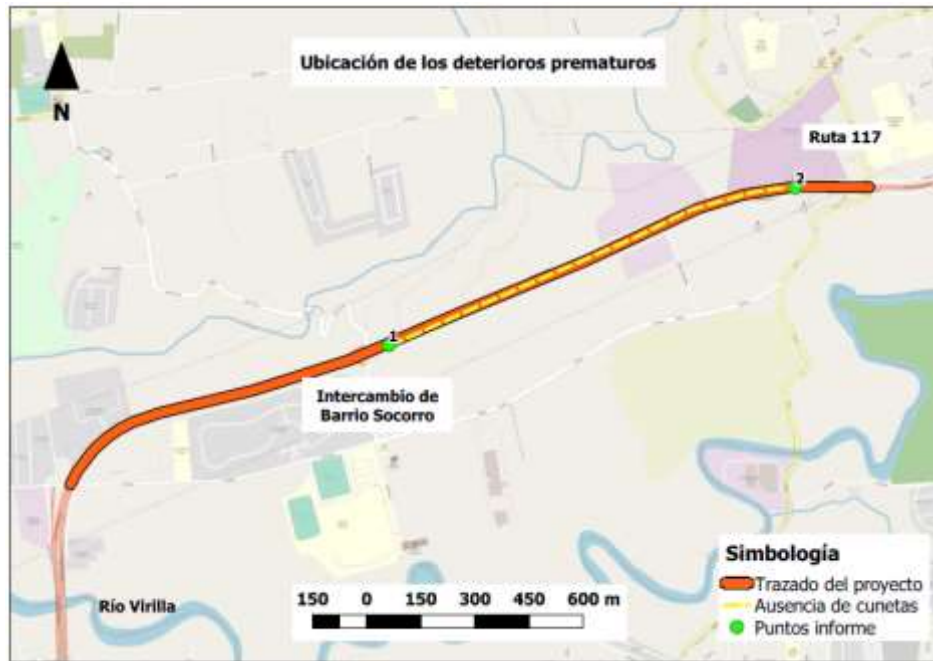 Ubicación de los deterioros prematuros
N
Ruta 117
2
1
Intercambio de
Barrio Socorro
Río Virilla
150 0 150 300 450 600 m
Simbología
Trazado del proyecto
Ausencia de cunetas
Puntos informe